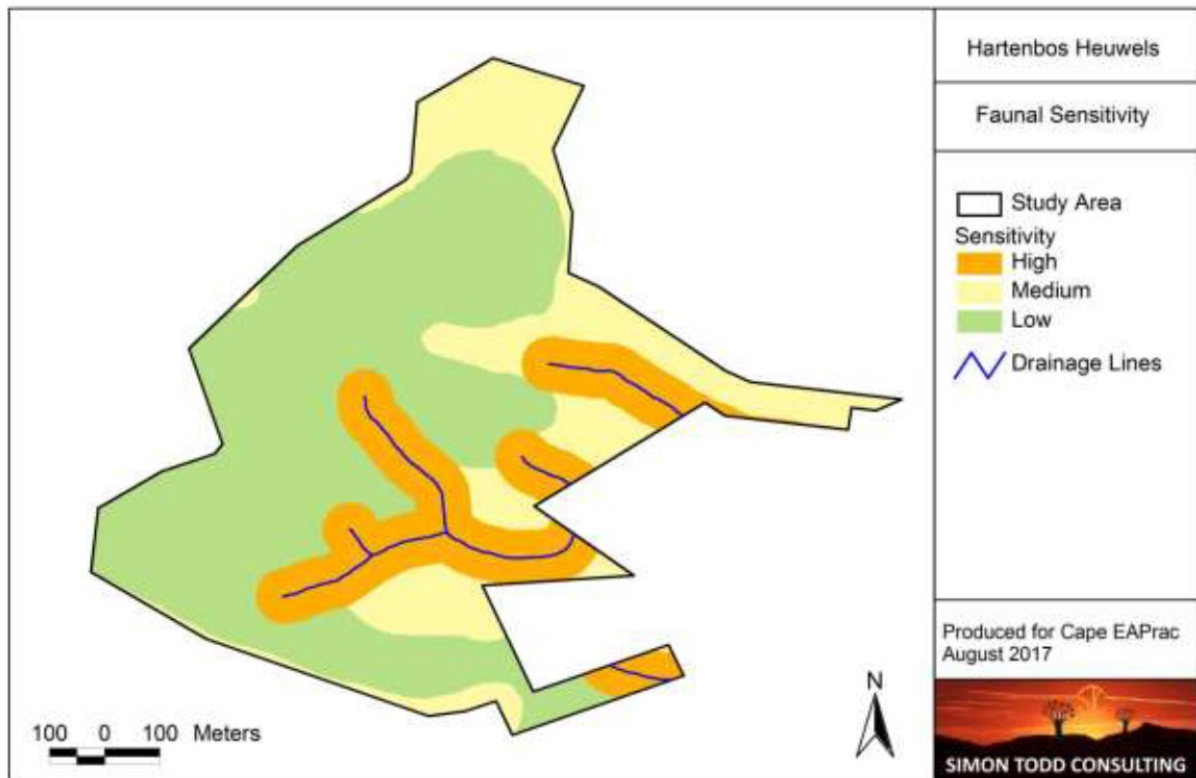 Hartenbos Heuwels
Faunal Sensitivity
Study Area
Sensitivity
High
Medium
Low
Drainage Lines
Produced for Cape EAPrac
August 2017
SIMON TODD CONSULTING
N
100 0 100 Meters